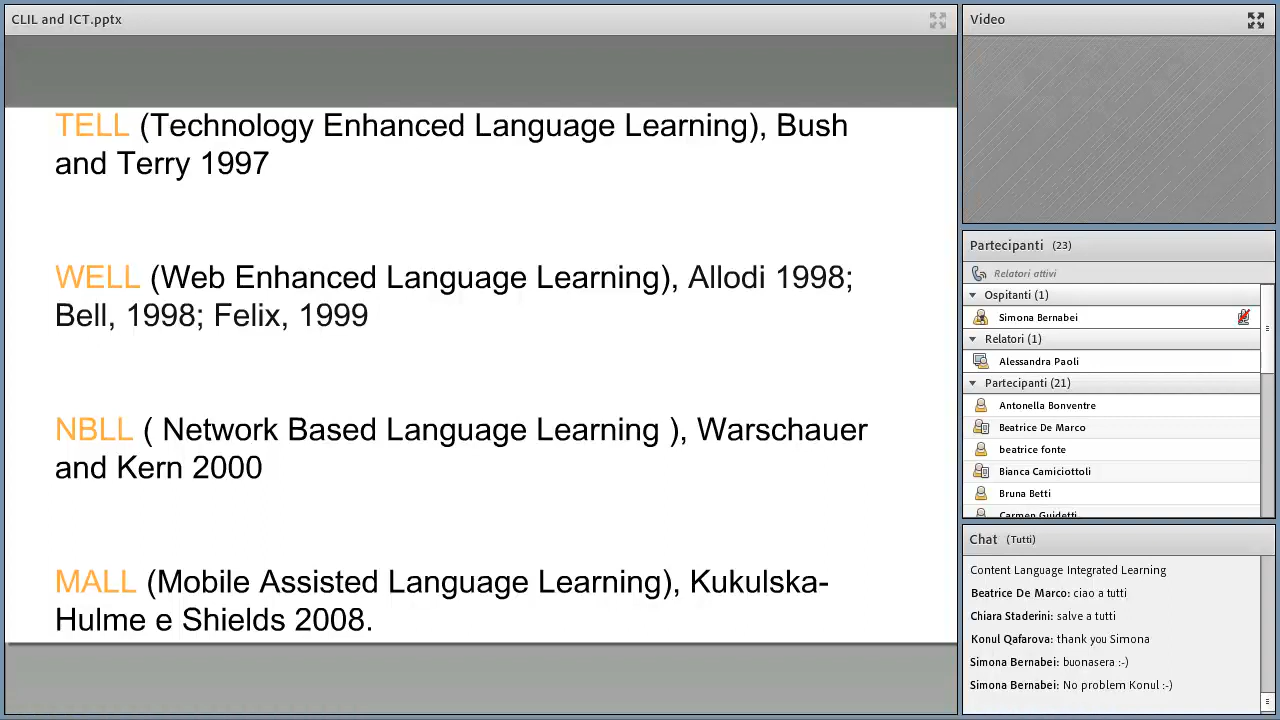 CLIL and ICT.pptx
TELL (Technology Enhanced Language Learning), Bush
and Terry 1997
WELL (Web Enhanced Language Learning), Allodi 1998;
Bell, 1998; Felix, 1999
NBLL ( Network Based Language Learning ), Warschauer
and Kern 2000
MALL (Mobile Assisted Language Learning), Kukulska-
Hulme e Shields 2008.
Video
Partecipanti (23)
Relatori attivi
Ospitanti (1)
Simona Bernabei
Relatori (1)
Alessandra Paoli
Partecipanti (21)
Antonella Bonventre
Beatrice De Marco
beatrice fonte
Bianca Camiciottoli
Bruna Betti
Carmen Guidetti
Chat (Tutti)
Content Language Integrated Learning
Beatrice De Marco: ciao a tutti
Chiara Staderini: salve a tutti
Konul Qafarova: thank you Simona
Simona Bernabei: buonasera :-)
Simona Bernabei: No problem Konul :-)